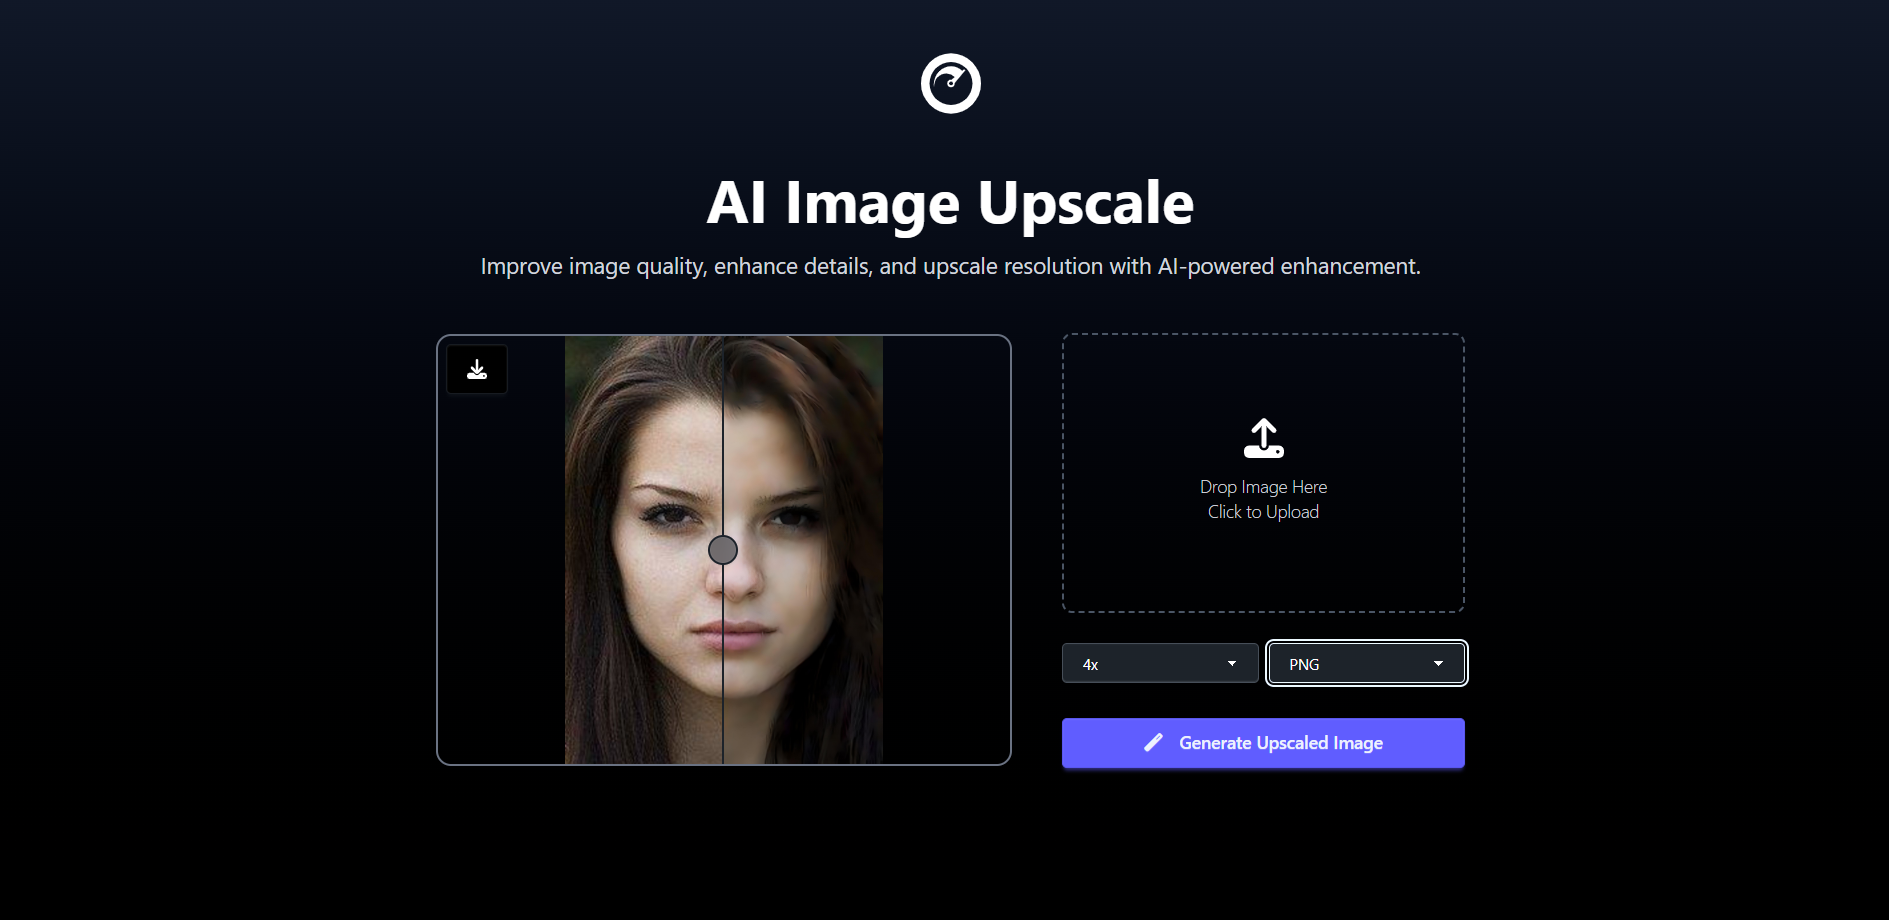 AI Image Upscale
Improve image quality, enhance details, and upscale resolution with AI-powered enhancement.
Drop Image Here
Click to Upload
4x
PNG
Generate Upscaled Image